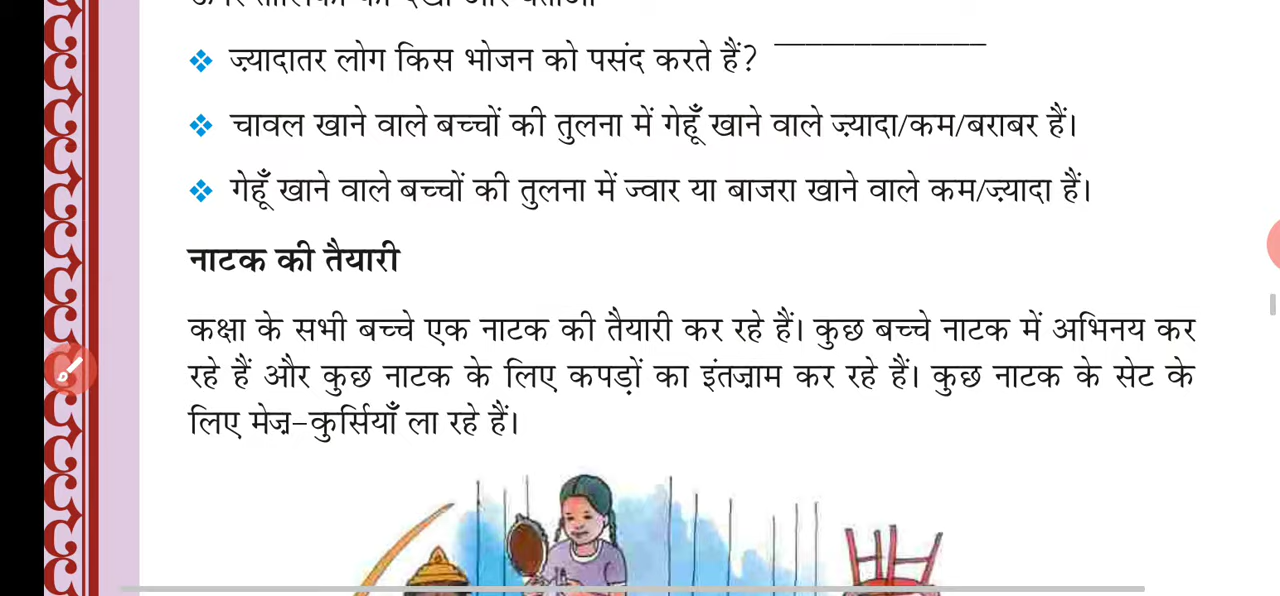 ज़्यादातर लोग किस भोजन को पसंद करते हैं?
चावल खाने वाले बच्चों की तुलना में गेहूँ खाने वाले ज़्यादा/कम/बराबर हैं।
गेहूँ खाने वाले बच्चों की तुलना में ज्वार या बाजरा खाने वाले कम/ज़्यादा हैं।
नाटक की तैयारी
कक्षा के सभी बच्चे एक नाटक की तैयारी कर रहे हैं। कुछ बच्चे नाटक में अभिनय कर
रहे हैं और कुछ नाटक के लिए कपड़ों का इंतज़ाम कर रहे हैं। कुछ नाटक के सेट के
लिए मेज़-कुर्सियाँ ला रहे हैं।